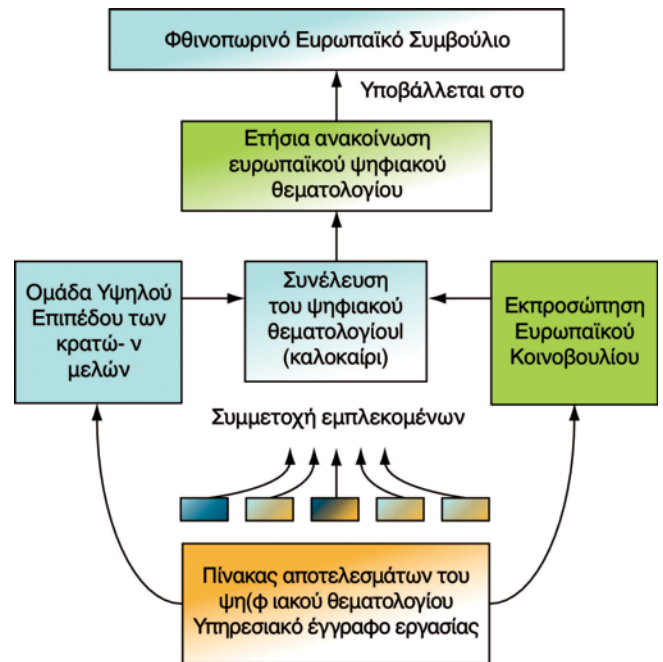 Φθινοπωρινό Ευρωπαϊκό Συμβούλιο
Υποβάλλεται στο
Ετήσια ανακοίνωση
ευρωπαϊκού ψηφιακού
θεματολογίου
Ομάδα Υψηλού
Επιπέδου των
κρατώ- ν
μελών
Συνέλευση
του ψηφιακού
θεματολογίουl
(καλοκαίρι)
Εκπροσώπηση
Ευρωπαϊκού
Κοινοβουλίου
Συμμετοχή εμπλεκομένων
Πίνακας αποτελεσμάτων του
ψη(φ ιακού θεματολογίου
Υπηρεσιακό έγγραφο εργασίας